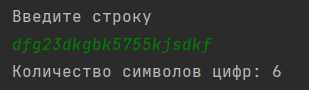 Введите строку
dfg23dkgbk5755kjsdkf
Количество символов цифр: 6